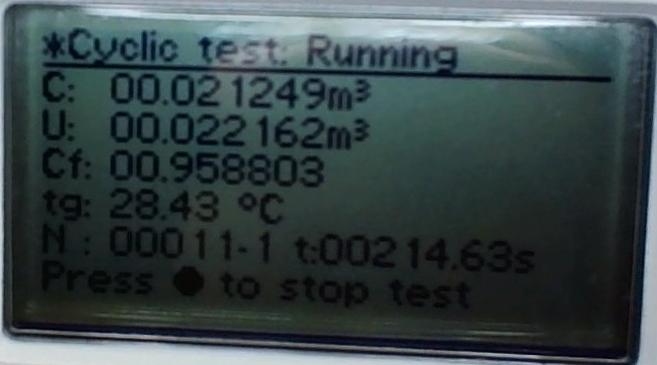 *Cyclic test: Running
C: 00.021249m³
U: 00.022162m³
Cf: 00.958803
tg: 28.43 °C
N : 00011-1 t:00214.63s
Press ● to stop test